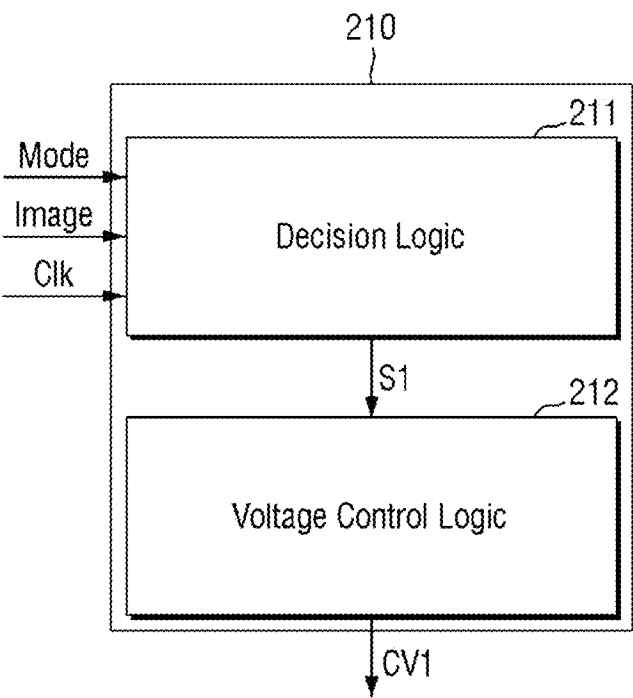 210
211
Mode
Image
Clk
Decision Logic
S1
212
Voltage Control Logic
CV1